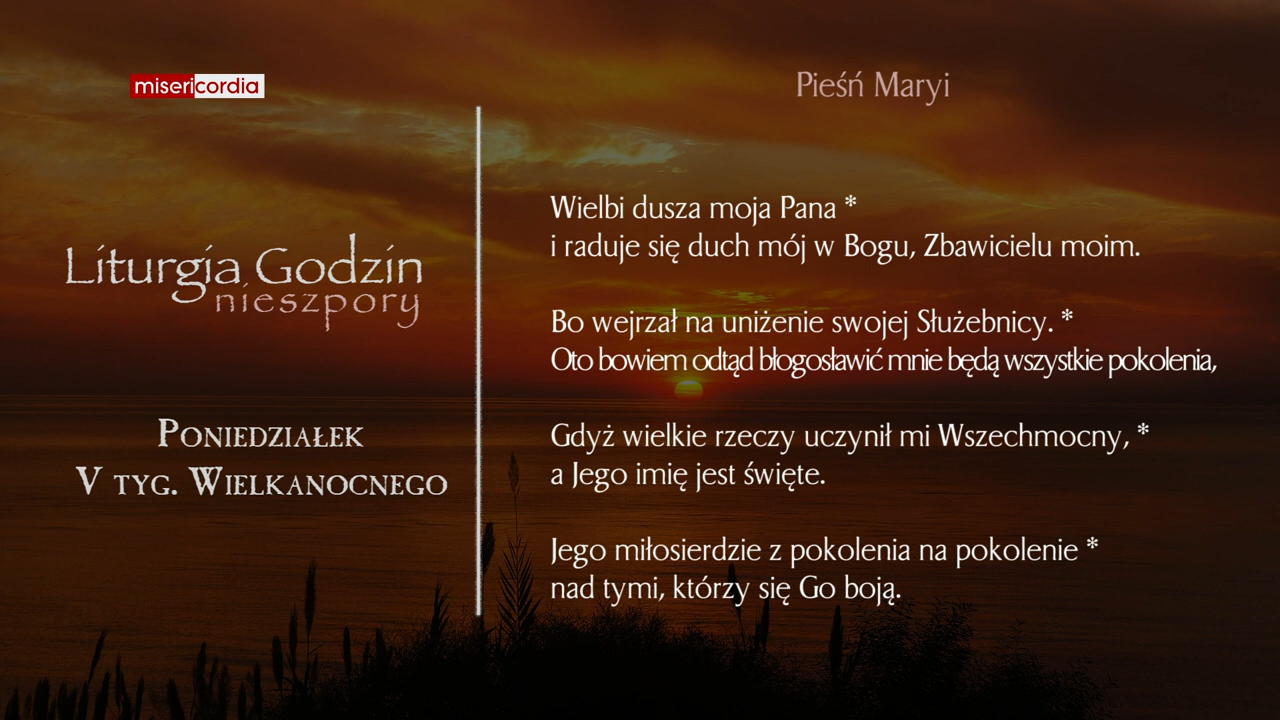 misericordia
Liturgia Godzin
nieszpory
Poniedziałek
V tyg. Wielkanocnego
Pieśń Maryi
Wielbi dusza moja Pana *
i raduje się duch mój w Bogu, Zbawicielu moim.
Bo wejrzał na uniżenie swojej Służebnicy. *
Oto bowiem odtąd błogosławić mnie będą wszystkie pokolenia,
Gdyż wielkie rzeczy uczynił mi Wszechmocny, *
a Jego imię jest święte.
Jego miłosierdzie z pokolenia na pokolenie *
nad tymi, którzy się Go boją.